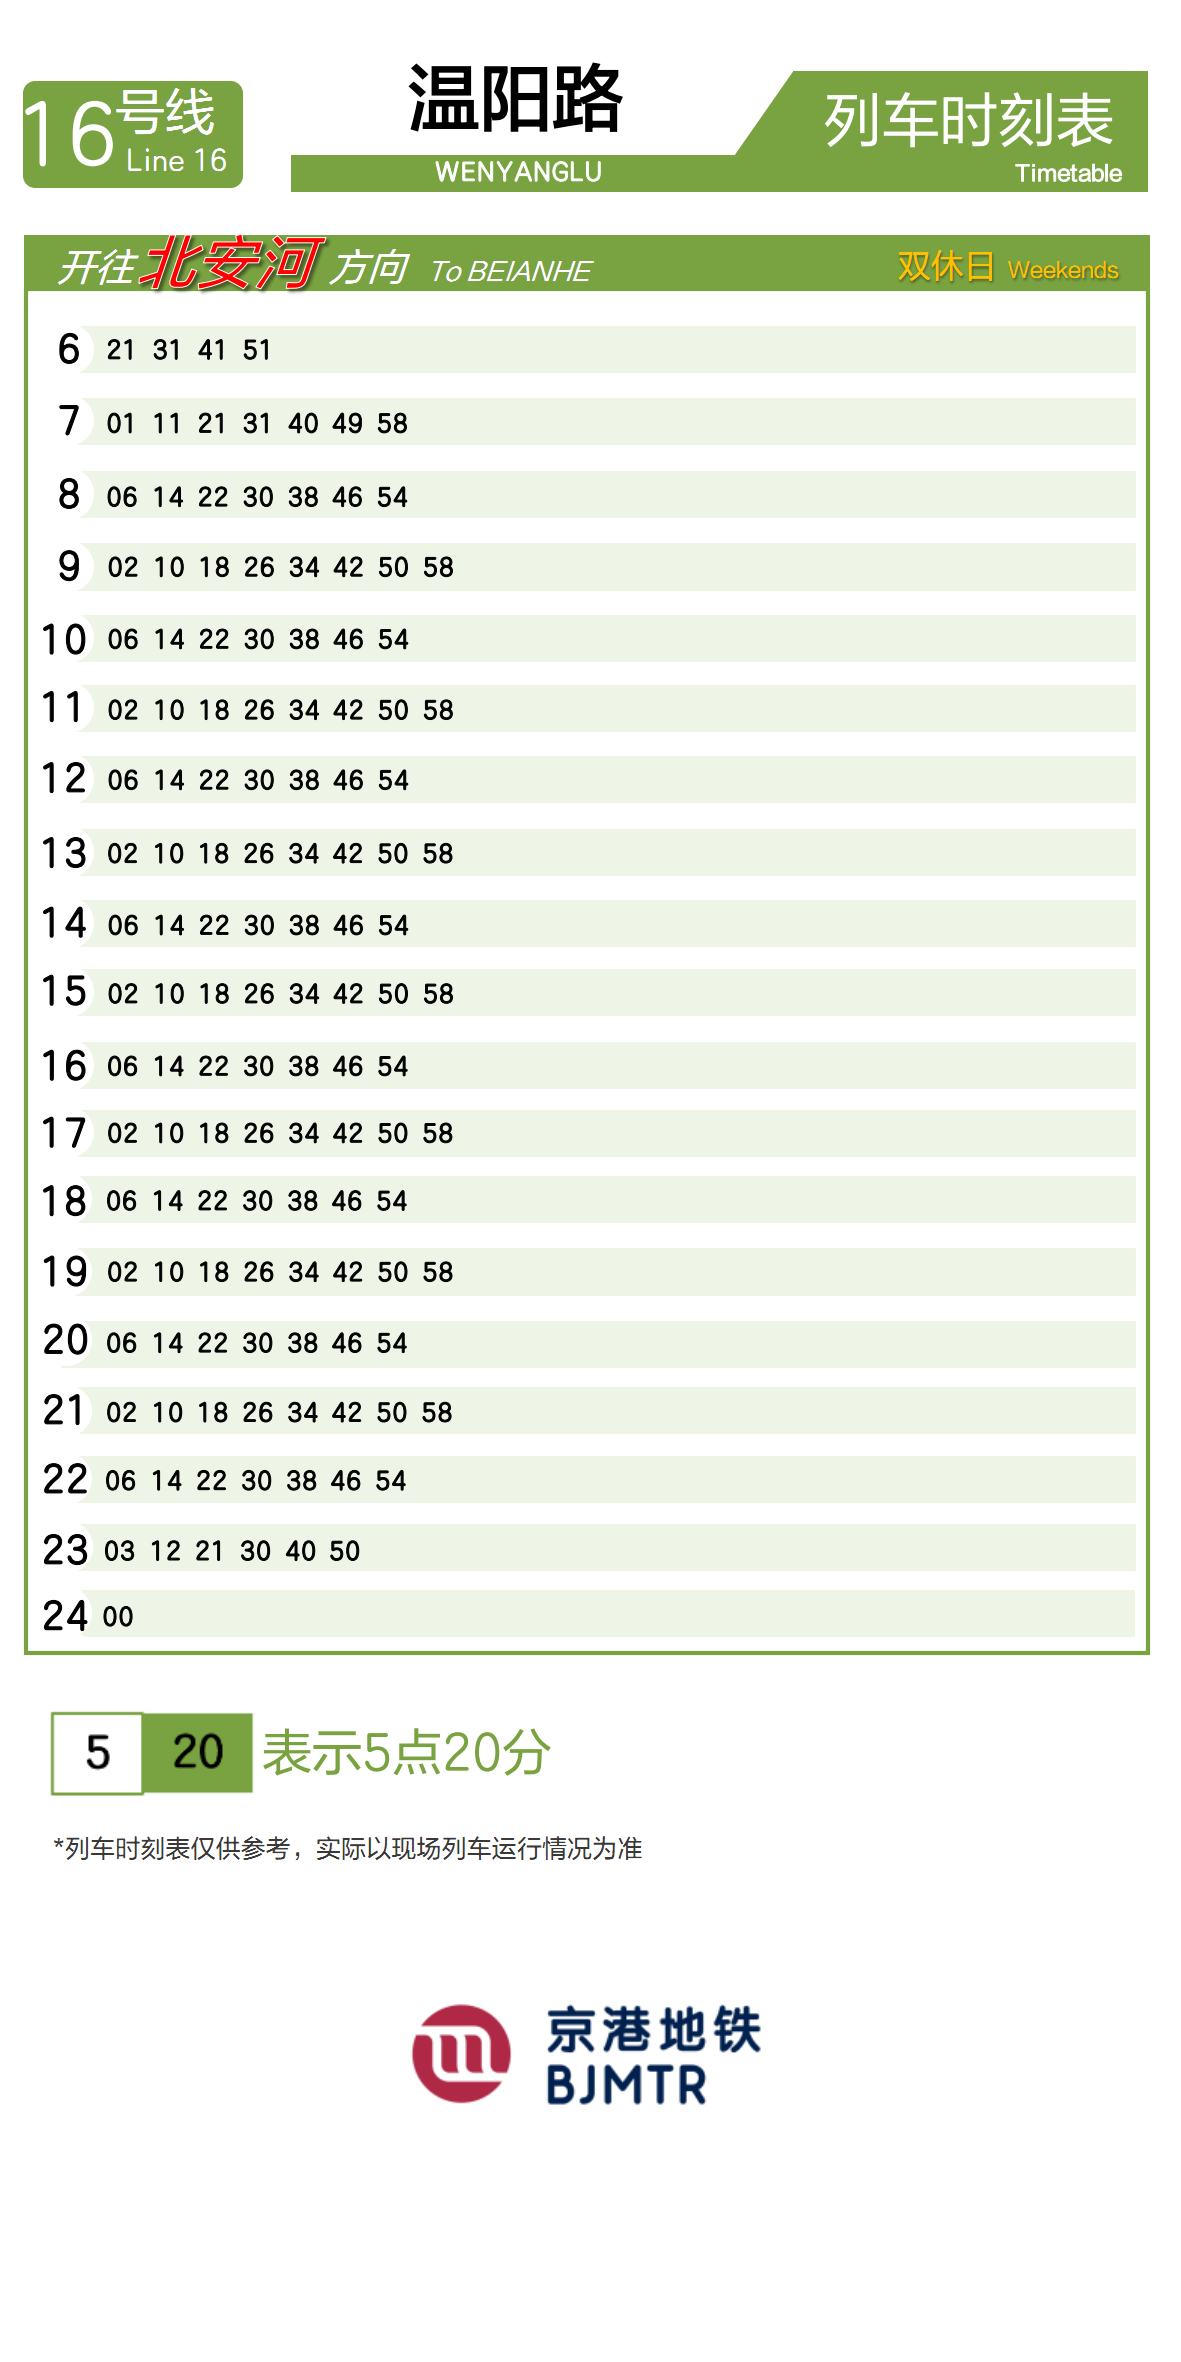 16号线
Line 16
温阳路
WENYANGLU
列车时刻表
Timetable
开往北安河方向 To BEIANHE 双休日 Weekends
6 21 31 41 51
7 01 11 21 31 40 49 58
8 06 14 22 30 38 46 54
9 02 10 18 26 34 42 50 58
10 06 14 22 30 38 46 54
11 02 10 18 26 34 42 50 58
12 06 14 22 30 38 46 54
13 02 10 18 26 34 42 50 58
14 06 14 22 30 38 46 54
15 02 10 18 26 34 42 50 58
16 06 14 22 30 38 46 54
17 02 10 18 26 34 42 50 58
18 06 14 22 30 38 46 54
19 02 10 18 26 34 42 50 58
20 06 14 22 30 38 46 54
21 02 10 18 26 34 42 50 58
22 06 14 22 30 38 46 54
23 03 12 21 30 40 50
24 00
5 20 表示5点20分
*列车时刻表仅供参考，实际以现场列车运行情况为准
京港地铁
BJMTR